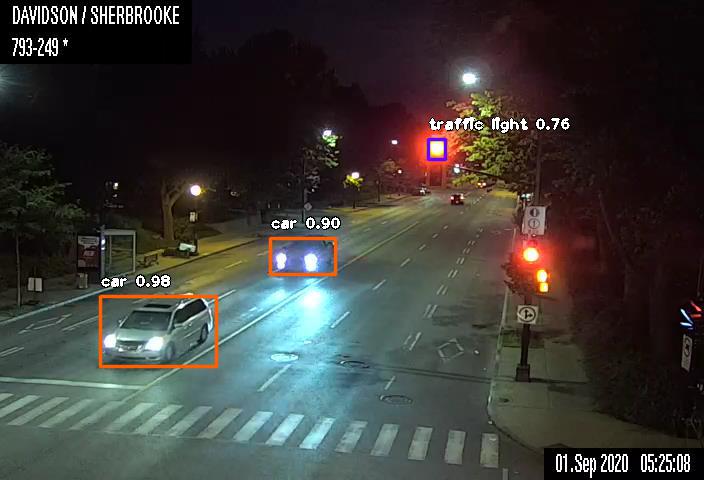 DAVIDSON / SHERBROOKE
793-249 *
traffic light 0.76
car 0.90
car 0.98
01.Sep 2020 05:25:08